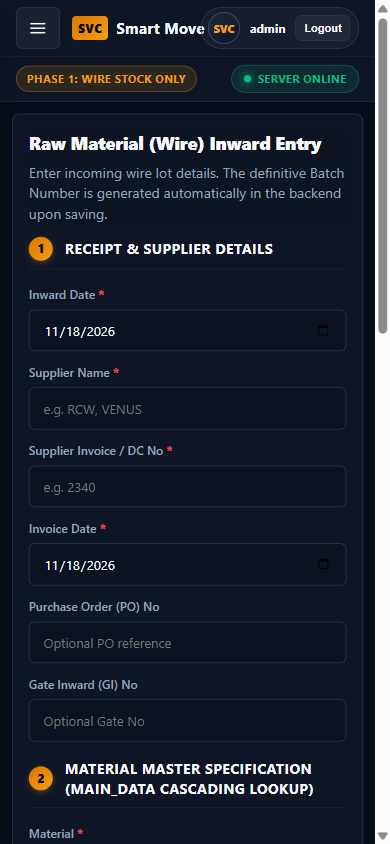 SVC Smart Move SVC admin Logout
PHASE 1: WIRE STOCK ONLY SERVER ONLINE
Raw Material (Wire) Inward Entry
Enter incoming wire lot details. The definitive Batch
Number is generated automatically in the backend
upon saving.
1 RECEIPT & SUPPLIER DETAILS
Inward Date *
11/18/2026
Supplier Name *
e.g. RCW, VENUS
Supplier Invoice / DC No *
e.g. 2340
Invoice Date *
11/18/2026
Purchase Order (PO) No
Optional PO reference
Gate Inward (GI) No
Optional Gate No
2 MATERIAL MASTER SPECIFICATION
(MAIN_DATA CASCADING LOOKUP)
Material *